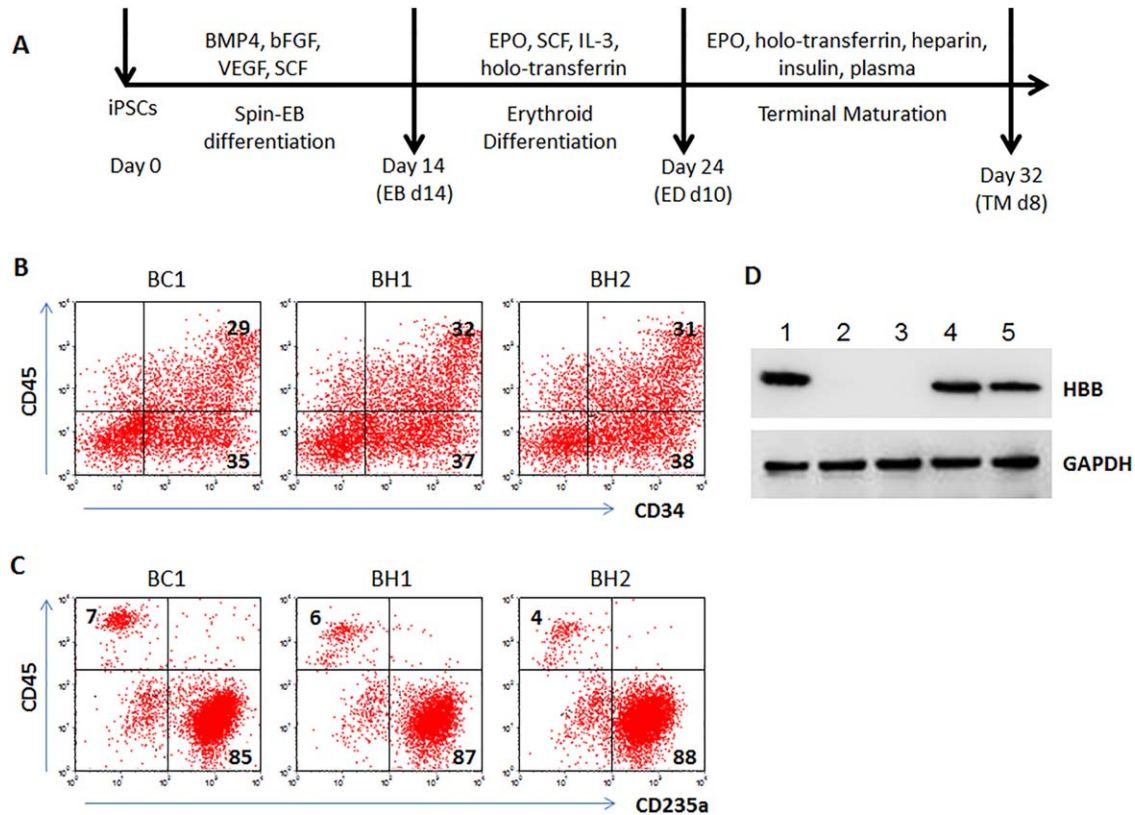 A
BMP4, bFGF,
VEGF, SCF
EPO, SCF, IL-3,
holo-transferrin
EPO, holo-transferrin, heparin,
insulin, plasma
iPSCs
Spin-EB
differentiation
Erythroid
Differentiation
Terminal Maturation
Day 0
Day 14
(EB d14)
Day 24
(ED d10)
Day 32
(TM d8)
B
BC1
BH1
BH2
CD45
29
35
32
37
31
38
CD34
C
BC1
BH1
BH2
CD45
7
85
6
87
4
88
CD235a
D
1 2 3 4 5
HBB
GAPDH